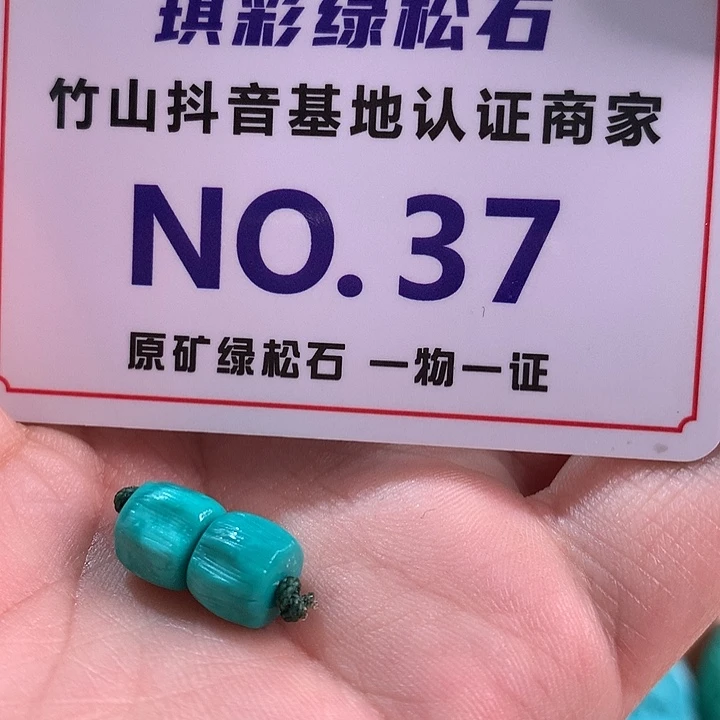 琪彩绿松石
竹山抖音基地认证商家
NO.37
原矿绿松石 一物一证